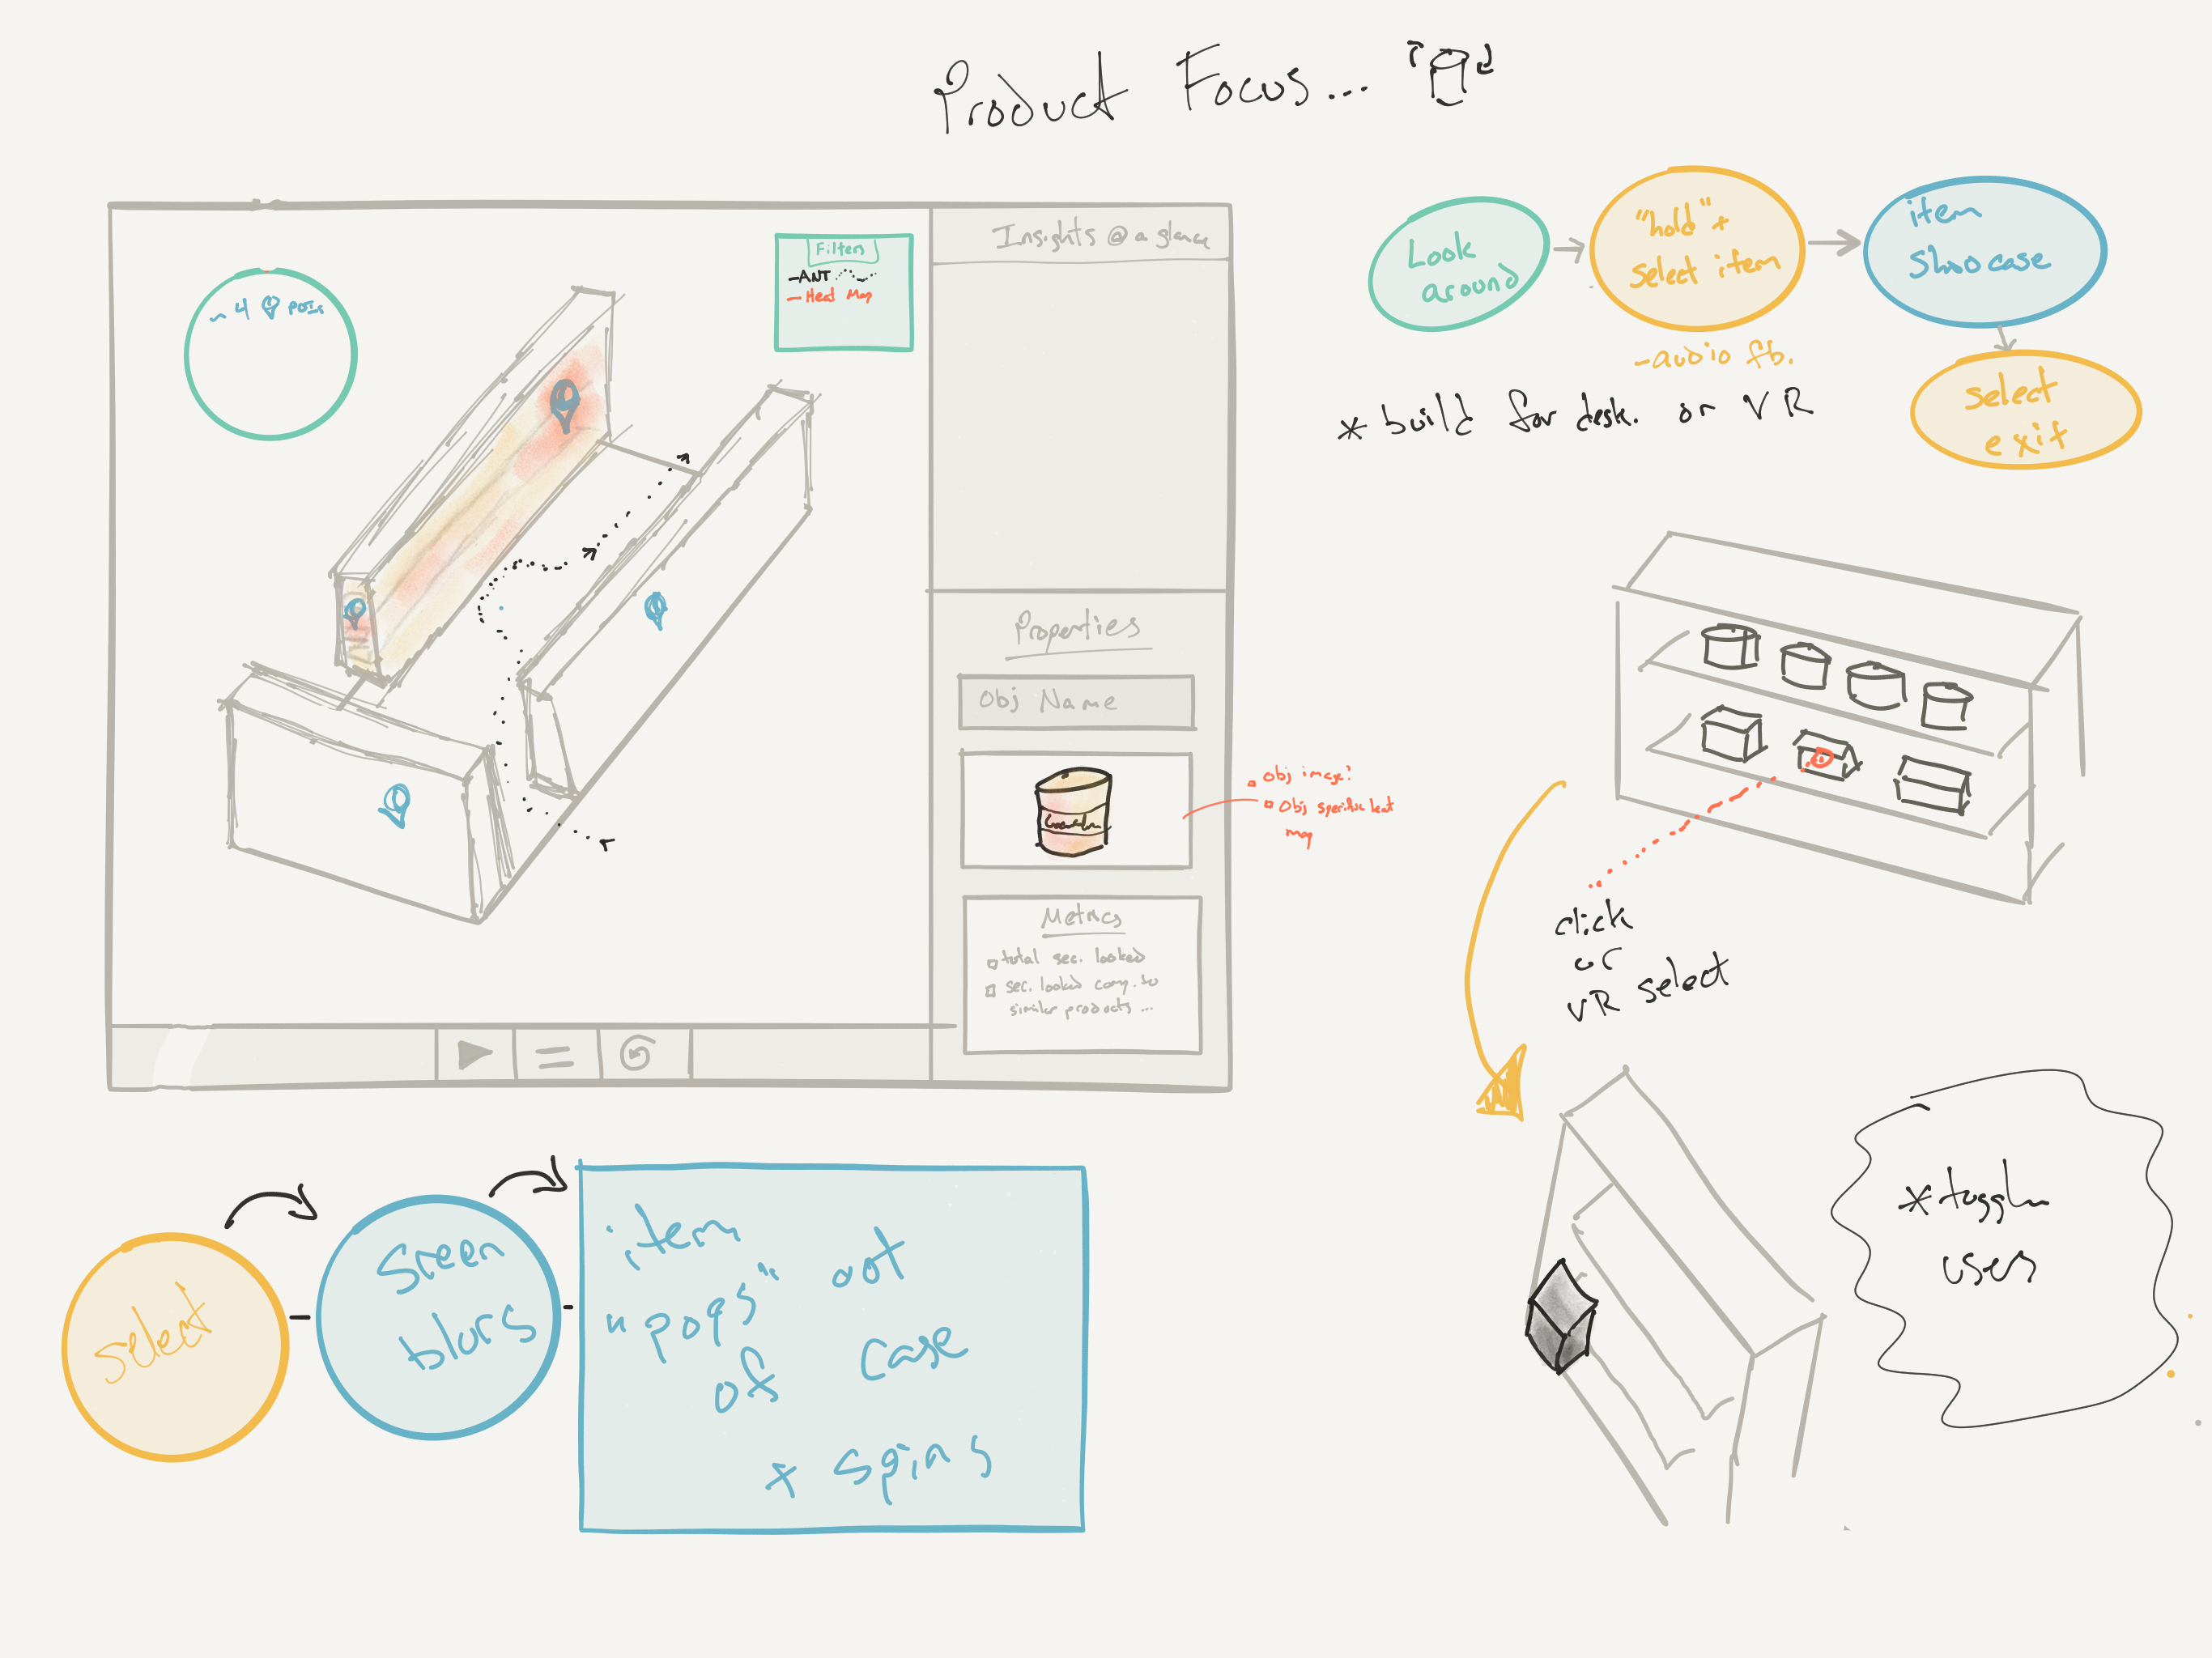 Product Focus...
Look
around
"hold" +
select item
item
Showcase
-audio fb.
select
exit
*build for desk. or VR
~ 4 POIs
Filters
-ANT
-Heat Map
Insights @ a glance
Properties
Obj Name
Obj image?
Obj specific heat
map
Metrics
total sec. looked
sec. looked comp. to
similar products ...
click
or
VR select
select
Sreen
blurs
item
"pops" out
of case
+ spins
*toggle
users